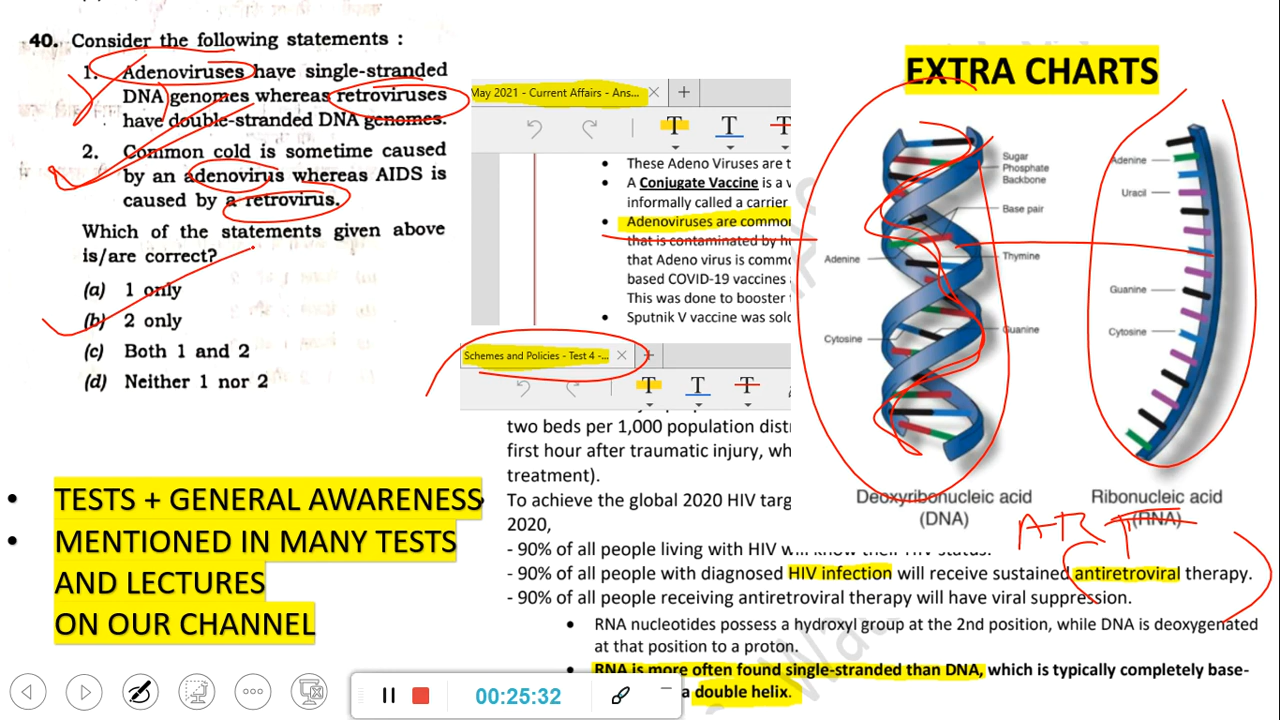 40. Consider the following statements :
1. Adenoviruses have single-stranded
DNA genomes whereas retroviruses
have double-stranded DNA genomes.
2. Common cold is sometime caused
by an adenovirus whereas AIDS is
caused by a retrovirus.
Which of the statements given above
is/are correct?
(a) 1 only
(b) 2 only
(c) Both 1 and 2
(d) Neither 1 nor 2
• TESTS + GENERAL AWARENESS
• MENTIONED IN MANY TESTS
AND LECTURES
ON OUR CHANNEL
May 2021 - Current Affairs - Ans... × +
T T T
• These Adeno Viruses are t
• A Conjugate Vaccine is a v
informally called a carrier
• Adenoviruses are commo
that is contaminated by h
that Adeno virus is comm
based COVID-19 vaccines
This was done to booster
• Sputnik V vaccine was sol
Schemes and Policies - Test 4 -... × +
T T T
two beds per 1,000 population dist
first hour after traumatic injury, wh
treatment).
To achieve the global 2020 HIV targ
2020,
- 90% of all people living with HIV will know their HIV status.
- 90% of all people with diagnosed HIV infection will receive sustained antiretroviral therapy.
- 90% of all people receiving antiretroviral therapy will have viral suppression.
• RNA nucleotides possess a hydroxyl group at the 2nd position, while DNA is deoxygenated
at that position to a proton.
• RNA is more often found single-stranded than DNA, which is typically completely base-
a double helix.
EXTRA CHARTS
Sugar
Phosphate
Backbone
Base pair
Adenine
Thymine
Cytosine
Guanine
Deoxyribonucleic acid
(DNA)
Adenine
Uracil
Guanine
Cytosine
Ribonucleic acid
(RNA)
ART
00:25:32